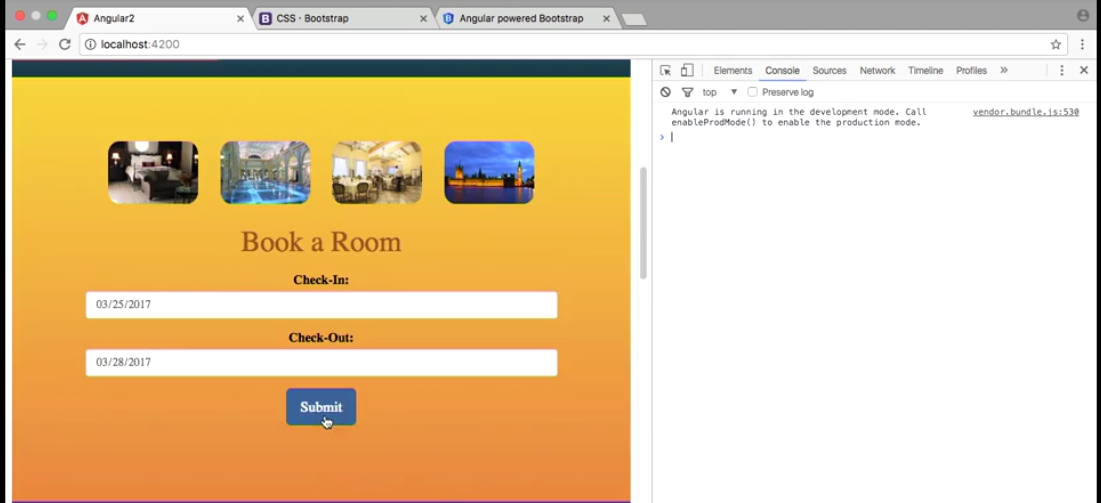 Angular2
CSS · Bootstrap
Angular powered Bootstrap
localhost:4200
Elements Console Sources Network Timeline Profiles »
top Preserve log
Angular is running in the development mode. Call vendor.bundle.js:530
enableProdMode() to enable the production mode.
Book a Room
Check-In:
03/25/2017
Check-Out:
03/28/2017
Submit